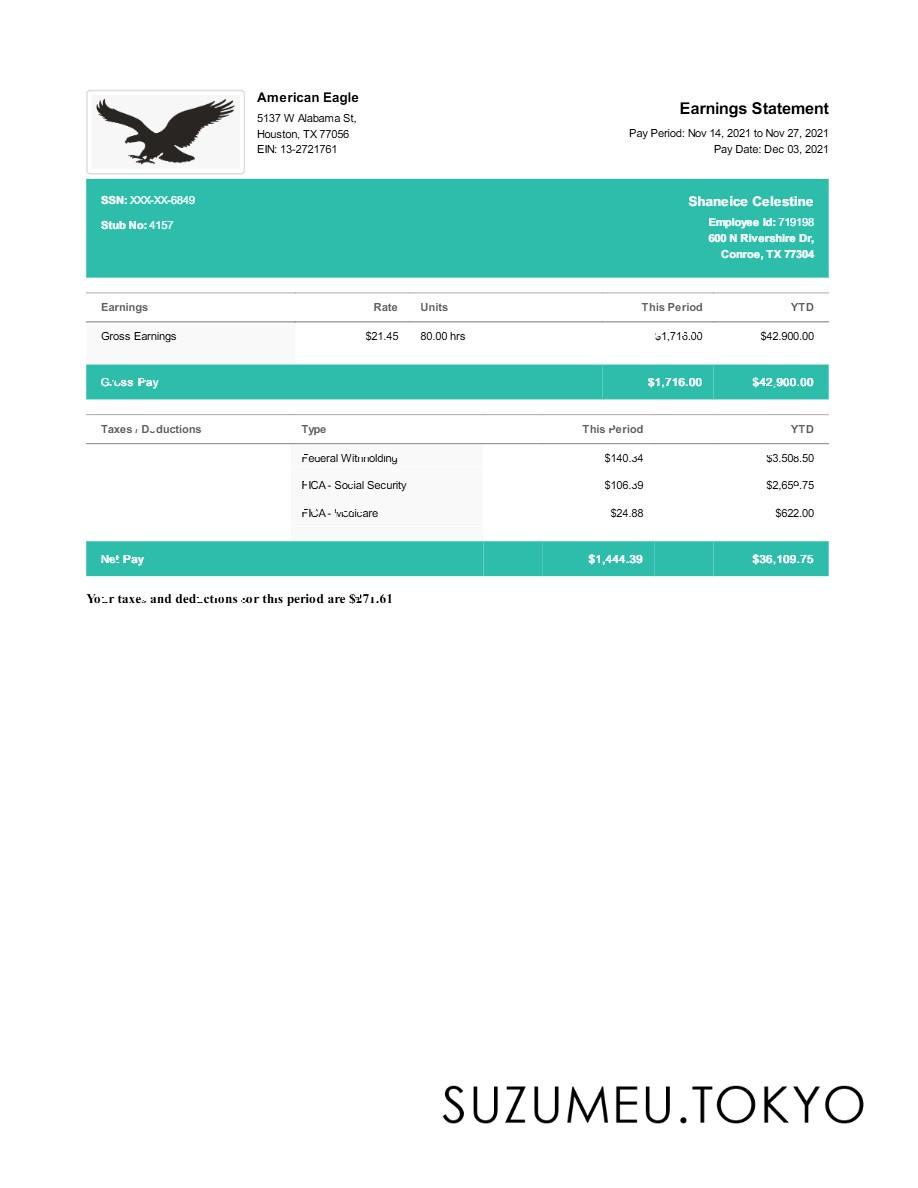 American Eagle
5137 W Alabama St,
Houston, TX 77056
EIN: 13-2721761
Earnings Statement
Pay Period: Nov 14, 2021 to Nov 27, 2021
Pay Date: Dec 03, 2021
SSN: XXX-XX-6849
Stub No: 4157
Shaneice Celestine
Employee Id: 719198
600 N Rivershire Dr,
Conroe, TX 77304
Earnings Rate Units This Period YTD
Gross Earnings $21.45 80.00 hrs $1,716.00 $42.900.00
Gross Pay $1,716.00 $42,900.00
Taxes / Deductions Type This Period YTD
Federal Witnholding $140.34 $3.508.50
FICA - Social Security $106.39 $2,659.75
FICA - Medicare $24.88 $622.00
Net Pay $1,444.39 $36,109.75
Your taxes and deductions for this period are $271.61
SUZUMEU.TOKYO